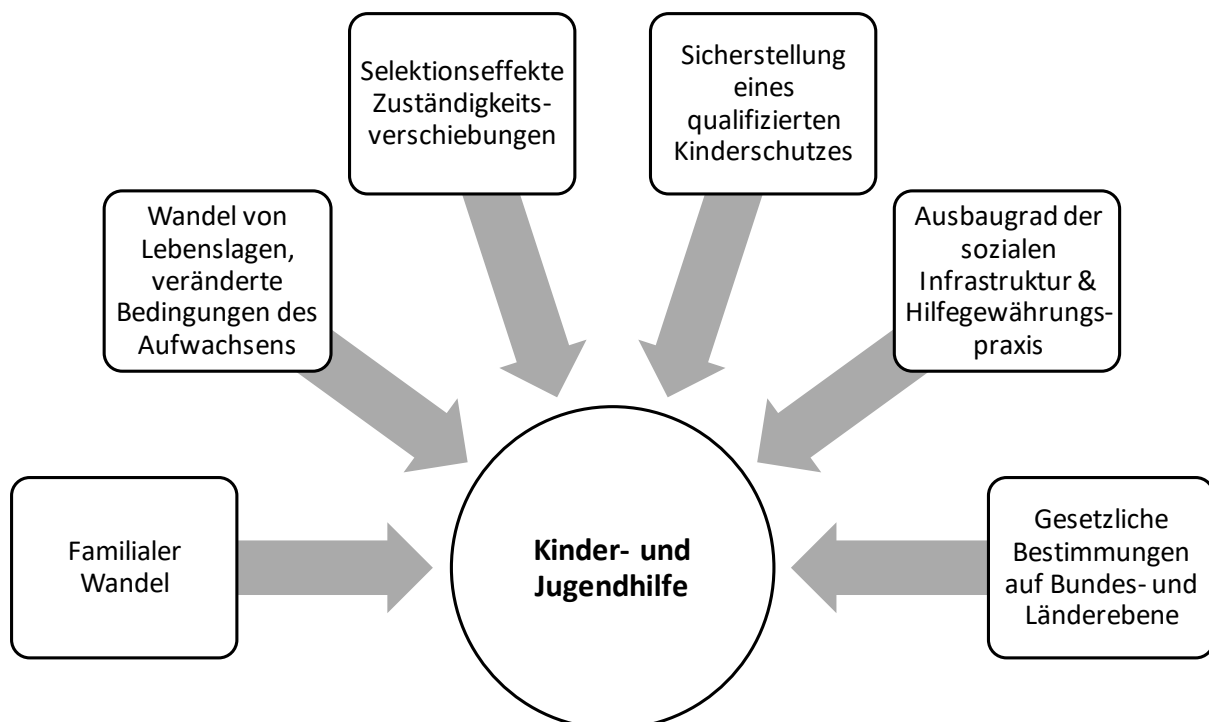 Selektionseffekte
Zuständigkeits-
verschiebungen
Sicherstellung
eines
qualifizierten
Kinderschutzes
Wandel von
Lebenslagen,
veränderte
Bedingungen des
Aufwachsens
Ausbaugrad der
sozialen
Infrastruktur &
Hilfegewährungs-
praxis
Familialer
Wandel
Kinder- und
Jugendhilfe
Gesetzliche
Bestimmungen
auf Bundes- und
Länderebene